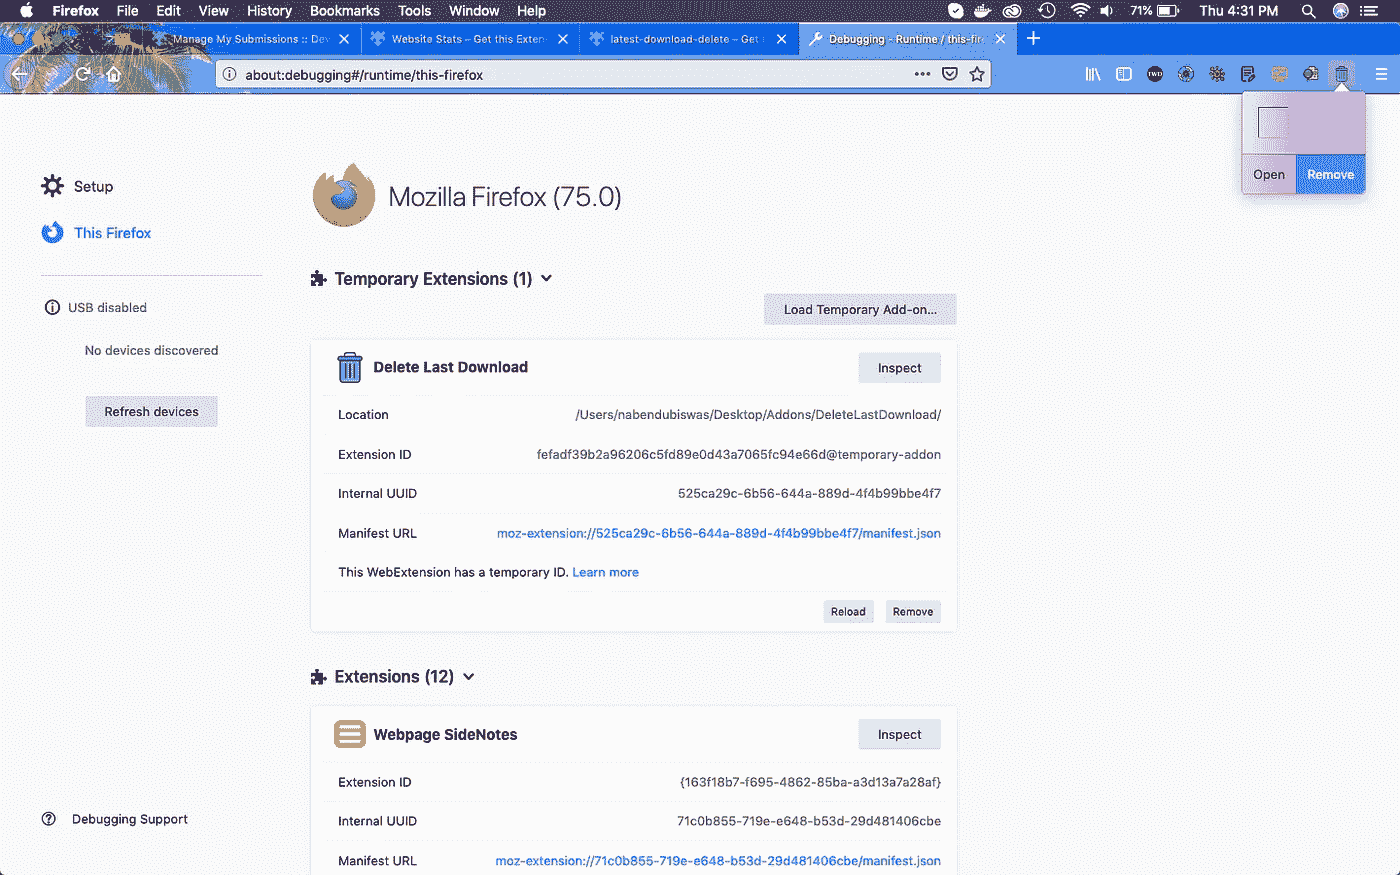 Firefox File Edit View History Bookmarks Tools Window Help 71% Thu 4:31 PM
Manage My Submissions :: Dev Website Stats – Get this Exten latest-download-delete – Get Debugging - Runtime / this-fir
about:debugging#/runtime/this-firefox
TWD
Open Remove
Setup
This Firefox
USB disabled
No devices discovered
Refresh devices
Debugging Support
Mozilla Firefox (75.0)
Temporary Extensions (1)
Load Temporary Add-on...
Delete Last Download Inspect
Location /Users/nabendubiswas/Desktop/Addons/DeleteLastDownload/
Extension ID fefadf39b2a96206c5fd89e0d43a7065fc94e66d@temporary-addon
Internal UUID 525ca29c-6b56-644a-889d-4f4b99bbe4f7
Manifest URL moz-extension://525ca29c-6b56-644a-889d-4f4b99bbe4f7/manifest.json
This WebExtension has a temporary ID. Learn more
Reload Remove
Extensions (12)
Webpage SideNotes Inspect
Extension ID {163f18b7-f695-4862-85ba-a3d13a7a28af}
Internal UUID 71c0b855-719e-e648-b53d-29d481406cbe
Manifest URL moz-extension://71c0b855-719e-e648-b53d-29d481406cbe/manifest.json